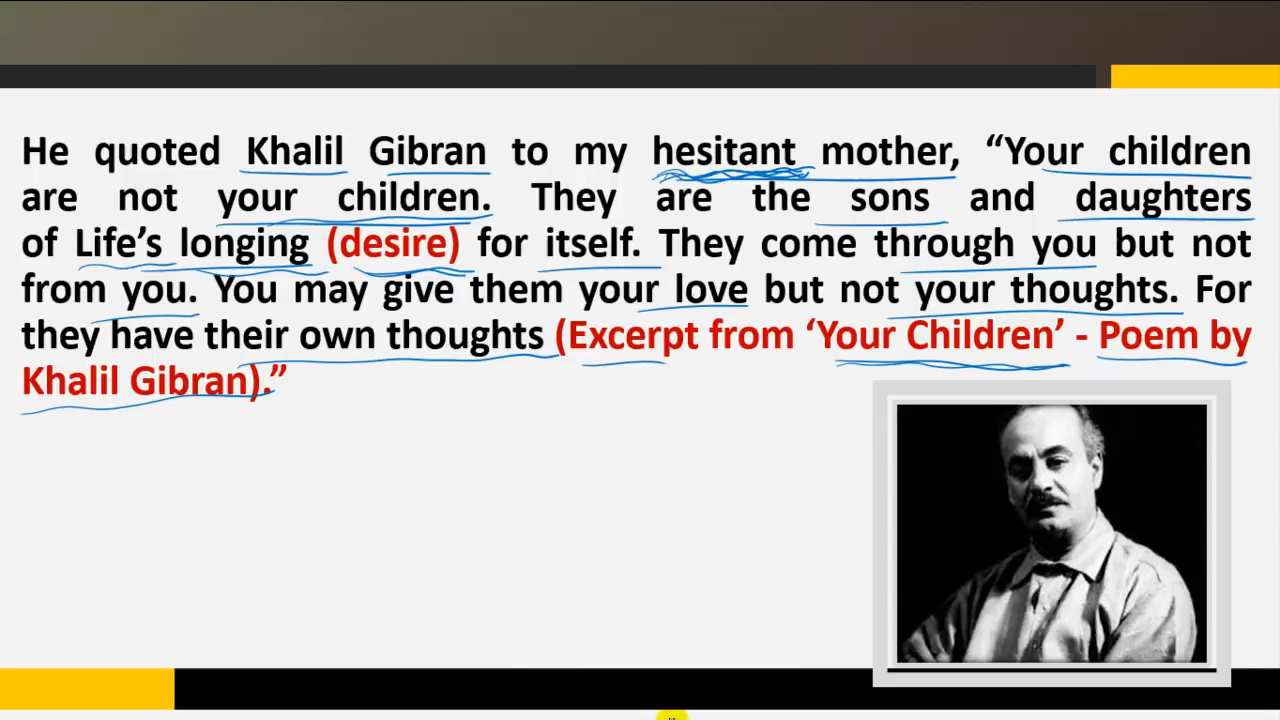 He quoted Khalil Gibran to my hesitant mother, “Your children
are not your children. They are the sons and daughters
of Life’s longing (desire) for itself. They come through you but not
from you. You may give them your love but not your thoughts. For
they have their own thoughts (Excerpt from ‘Your Children’ - Poem by
Khalil Gibran).”